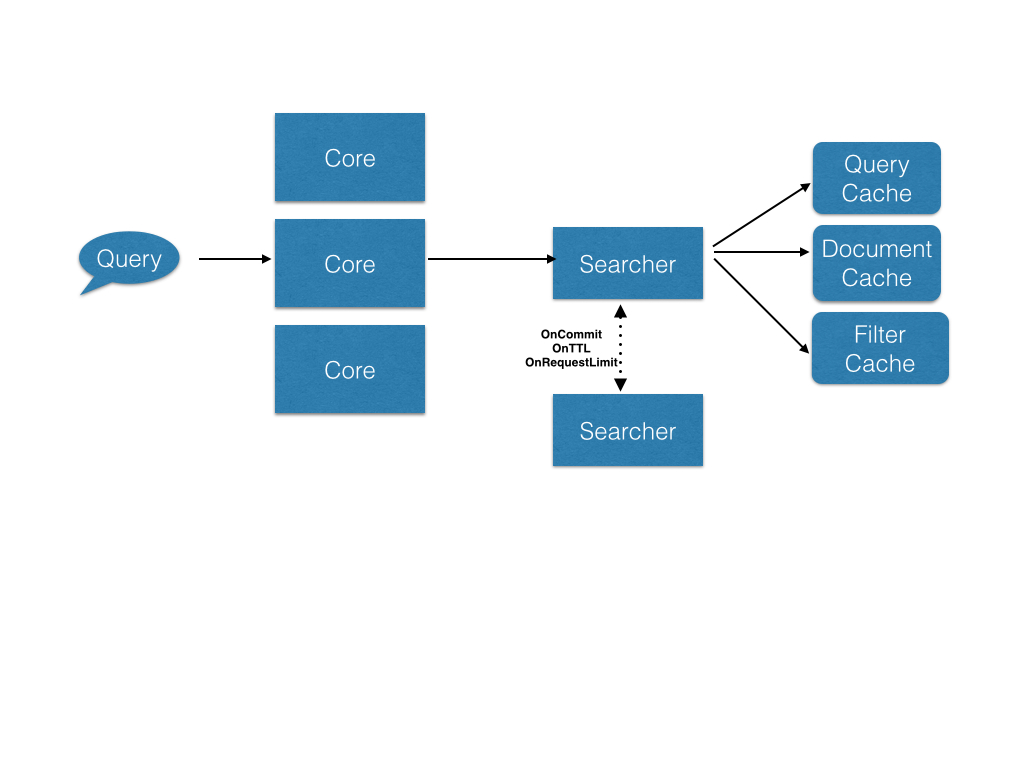 Core
Query
Core
Core
Searcher
OnCommit
OnTTL
OnRequestLimit
Searcher
Query
Cache
Document
Cache
Filter
Cache